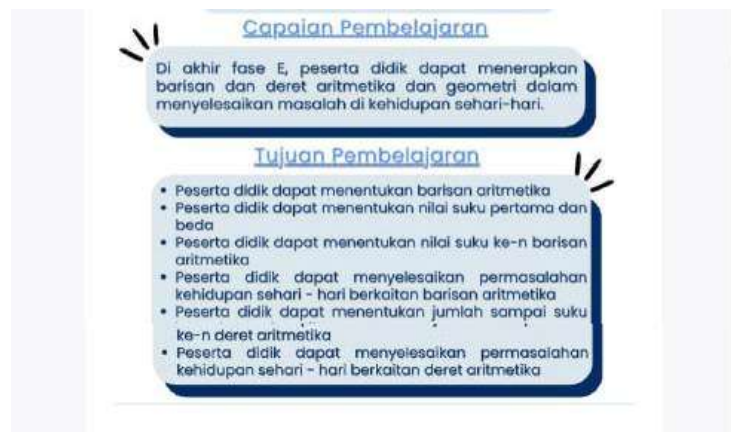 Capaian Pembelajaran
Di akhir fase E, peserta didik dapat menerapkan
barisan dan deret aritmetika dan geometri dalam
menyelesaikan masalah di kehidupan sehari-hari.
Tujuan Pembelajaran
• Peserta didik dapat menentukan barisan aritmetika
• Peserta didik dapat menentukan nilai suku pertama dan
beda
• Peserta didik dapat menentukan nilai suku ke-n barisan
aritmetika
• Peserta didik dapat menyelesaikan permasalahan
kehidupan sehari - hari berkaitan barisan aritmetika
• Peserta didik dapat menentukan jumlah sampai suku
ke-n deret aritmetika
• Peserta didik dapat menyelesaikan permasalahan
kehidupan sehari - hari berkaitan deret aritmetika